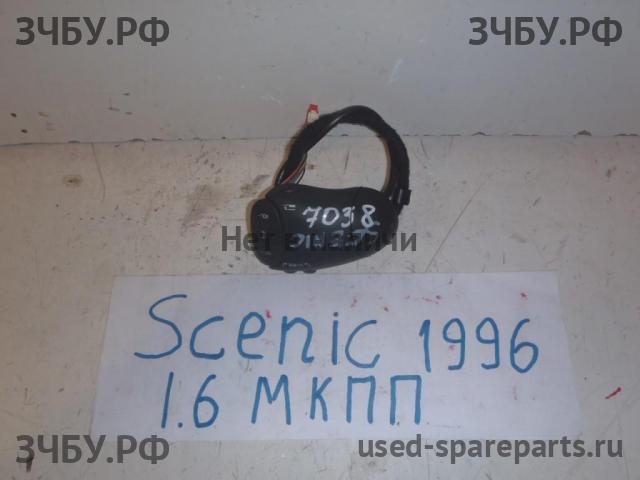 ЗЧБУ.РФ
ЗЧБУ.РФ
7038
Нет в наличии
Scenic 1996
1.6 МКПП
ЗЧБУ.РФ
used-spareparts.ru